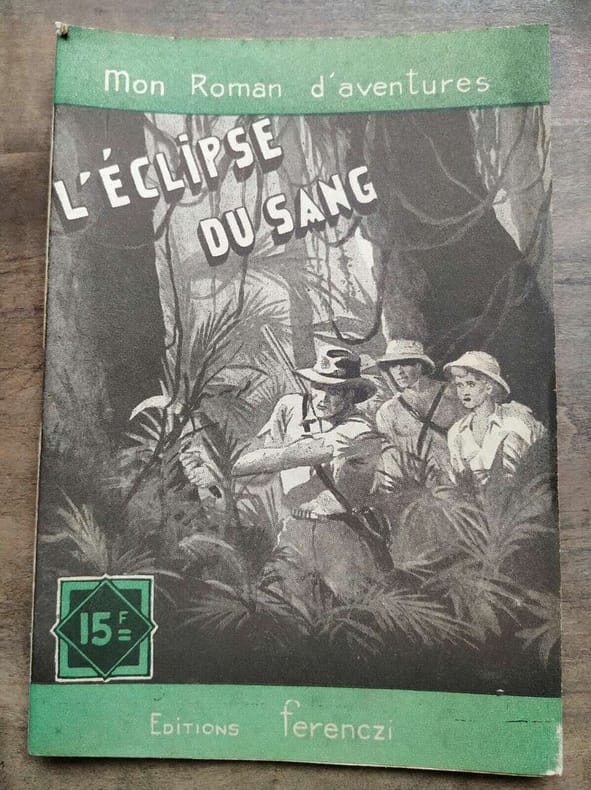 Mon Roman d'aventures
L'ÉCLIPSE
DU SANG
15F
EDITIONS ferenczi